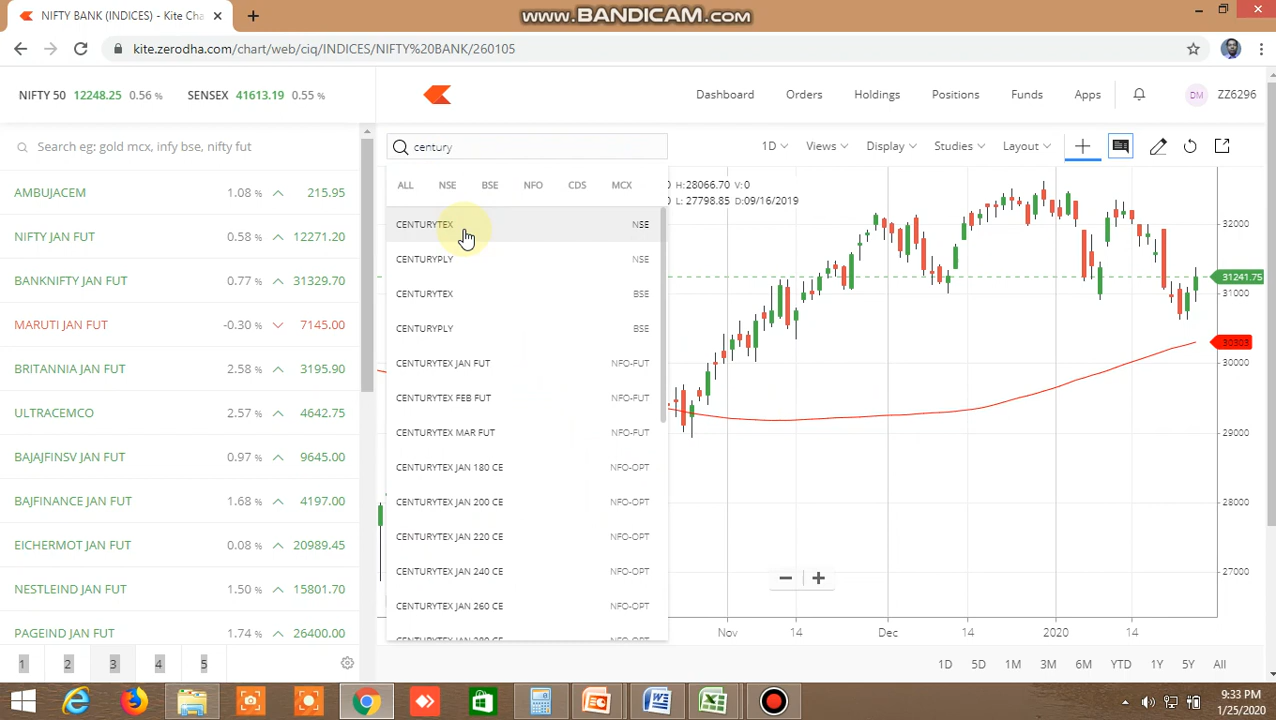 www.BANDICAM.com
NIFTY BANK (INDICES) - Kite Cha
kite.zerodha.com/chart/web/ciq/INDICES/NIFTY%20BANK/260105
NIFTY 50 12248.25 0.56 % SENSEX 41613.19 0.55 %
Dashboard Orders Holdings Positions Funds Apps DM ZZ6296
Search eg: gold mcx, infy bse, nifty fut
AMBUJACEM 1.08 % 215.95
NIFTY JAN FUT 0.58 % 12271.20
BANKNIFTY JAN FUT 0.77 % 31329.70
MARUTI JAN FUT -0.30 % 7145.00
BRITANNIA JAN FUT 2.58 % 3195.90
ULTRACEMCO 2.57 % 4642.75
BAJAJFINSV JAN FUT 0.97 % 9645.00
BAJFINANCE JAN FUT 1.68 % 4197.00
EICHERMOT JAN FUT 0.08 % 20989.45
NESTLEIND JAN FUT 1.50 % 15801.70
PAGEIND JAN FUT 1.74 % 26400.00
1 2 3 4 5
century
1D Views Display Studies Layout
ALL NSE BSE NFO CDS MCX
CENTURYTEX NSE
CENTURYPLY NSE
CENTURYTEX BSE
CENTURYPLY BSE
CENTURYTEX JAN FUT NFO-FUT
CENTURYTEX FEB FUT NFO-FUT
CENTURYTEX MAR FUT NFO-FUT
CENTURYTEX JAN 180 CE NFO-OPT
CENTURYTEX JAN 200 CE NFO-OPT
CENTURYTEX JAN 220 CE NFO-OPT
CENTURYTEX JAN 240 CE NFO-OPT
CENTURYTEX JAN 260 CE NFO-OPT
0 H:28066.70 V:0
0 L:27798.85 D:09/16/2019
32000
31241.75
31000
30303
30000
29000
28000
27000
Nov 14 Dec 14 2020 14
1D 5D 1M 3M 6M YTD 1Y 5Y All
9:33 PM
1/25/2020